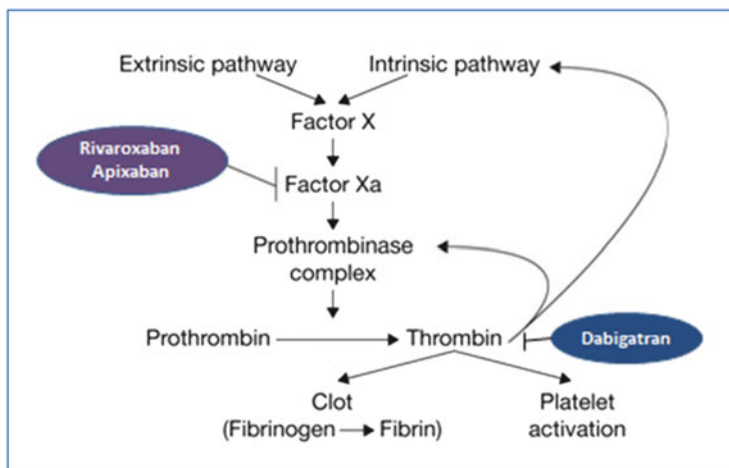 Extrinsic pathway Intrinsic pathway
Factor X
Rivaroxaban
Apixaban
Factor Xa
Prothrombinase
complex
Prothrombin Thrombin
Dabigatran
Clot
(Fibrinogen → Fibrin)
Platelet
activation